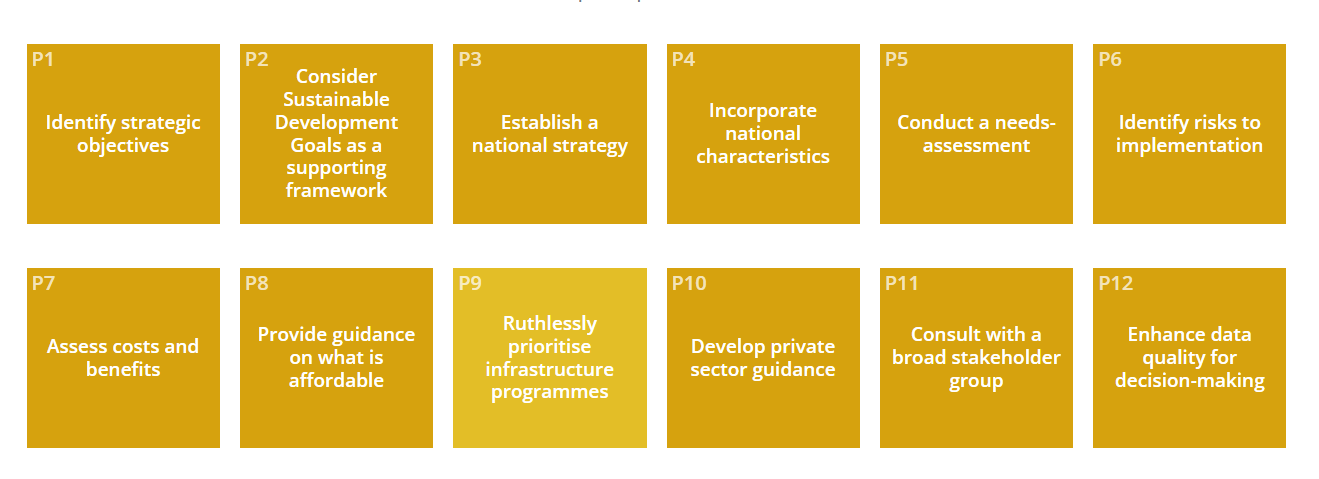 P1
Identify strategic
objectives
P2
Consider
Sustainable
Development
Goals as a
supporting
framework
P3
Establish a
national strategy
P4
Incorporate
national
characteristics
P5
Conduct a needs-
assessment
P6
Identify risks to
implementation
P7
Assess costs and
benefits
P8
Provide guidance
on what is
affordable
P9
Ruthlessly
prioritise
infrastructure
programmes
P10
Develop private
sector guidance
P11
Consult with a
broad stakeholder
group
P12
Enhance data
quality for
decision-making